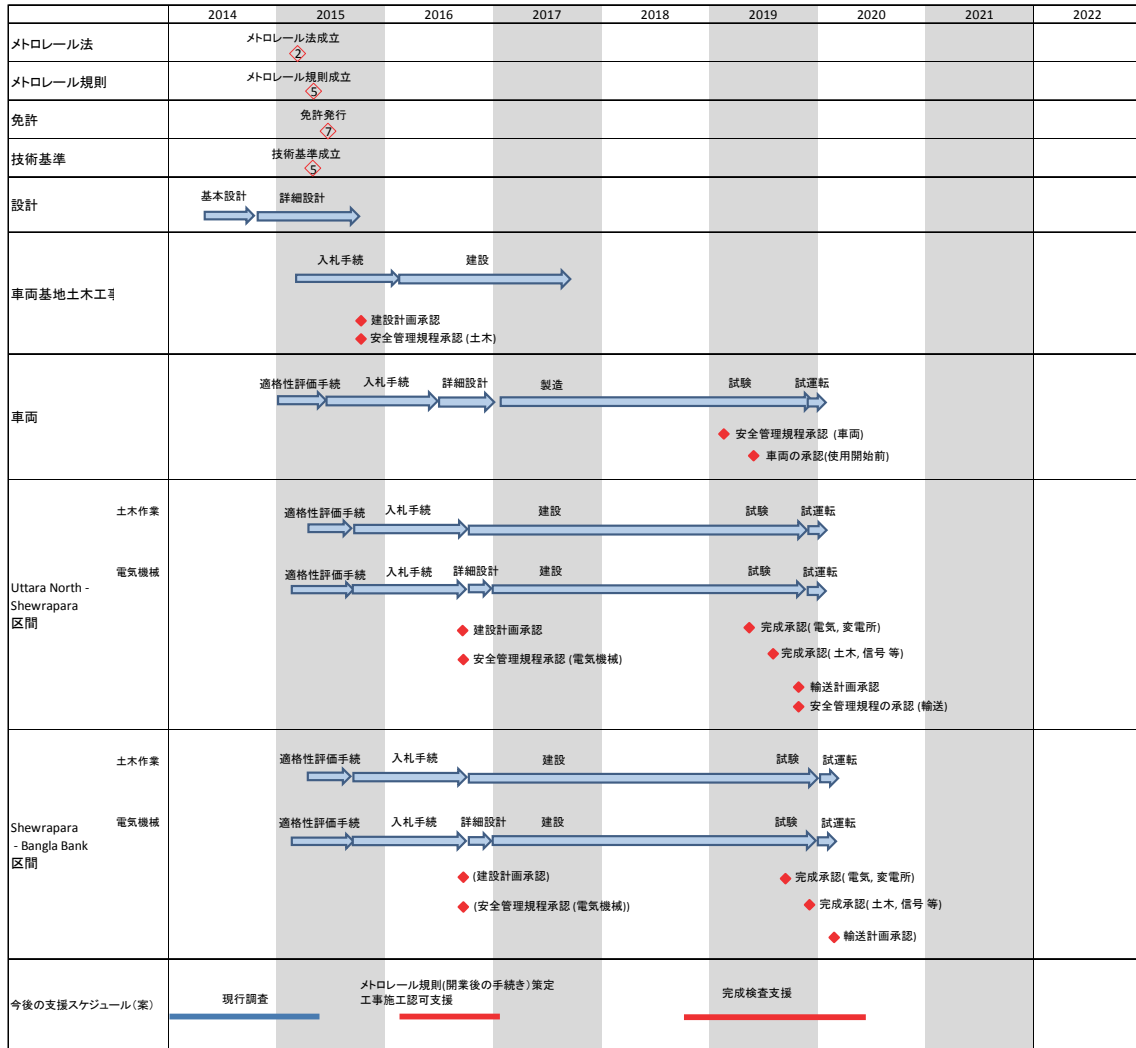 2014 2015 2016 2017 2018 2019 2020 2021 2022
メトロレール法
メトロレール法成立
2
メトロレール規則
メトロレール規則成立
5
免許
免許発行
7
技術基準
技術基準成立
5
設計
基本設計 詳細設計
車両基地土木工事
入札手続 建設
建設計画承認
安全管理規程承認 (土木)
車両
適格性評価手続 入札手続 詳細設計 製造 試験 試運転
安全管理規程承認 (車両)
車両の承認(使用開始前)
Uttara North -
Shewrapara
区間
土木作業
適格性評価手続 入札手続 建設 試験 試運転
電気機械
適格性評価手続 入札手続 詳細設計 建設 試験 試運転
建設計画承認
完成承認( 電気, 変電所)
安全管理規程承認 (電気機械)
完成承認( 土木, 信号 等)
輸送計画承認
安全管理規程の承認 (輸送)
Shewrapara
- Bangla Bank
区間
土木作業
適格性評価手続 入札手続 建設 試験 試運転
電気機械
適格性評価手続 入札手続 詳細設計 建設 試験 試運転
(建設計画承認)
完成承認( 電気, 変電所)
(安全管理規程承認 (電気機械))
完成承認( 土木, 信号 等)
輸送計画承認)
今後の支援スケジュール(案)
現行調査
メトロレール規則(開業後の手続き)策定
工事施工認可支援
完成検査支援